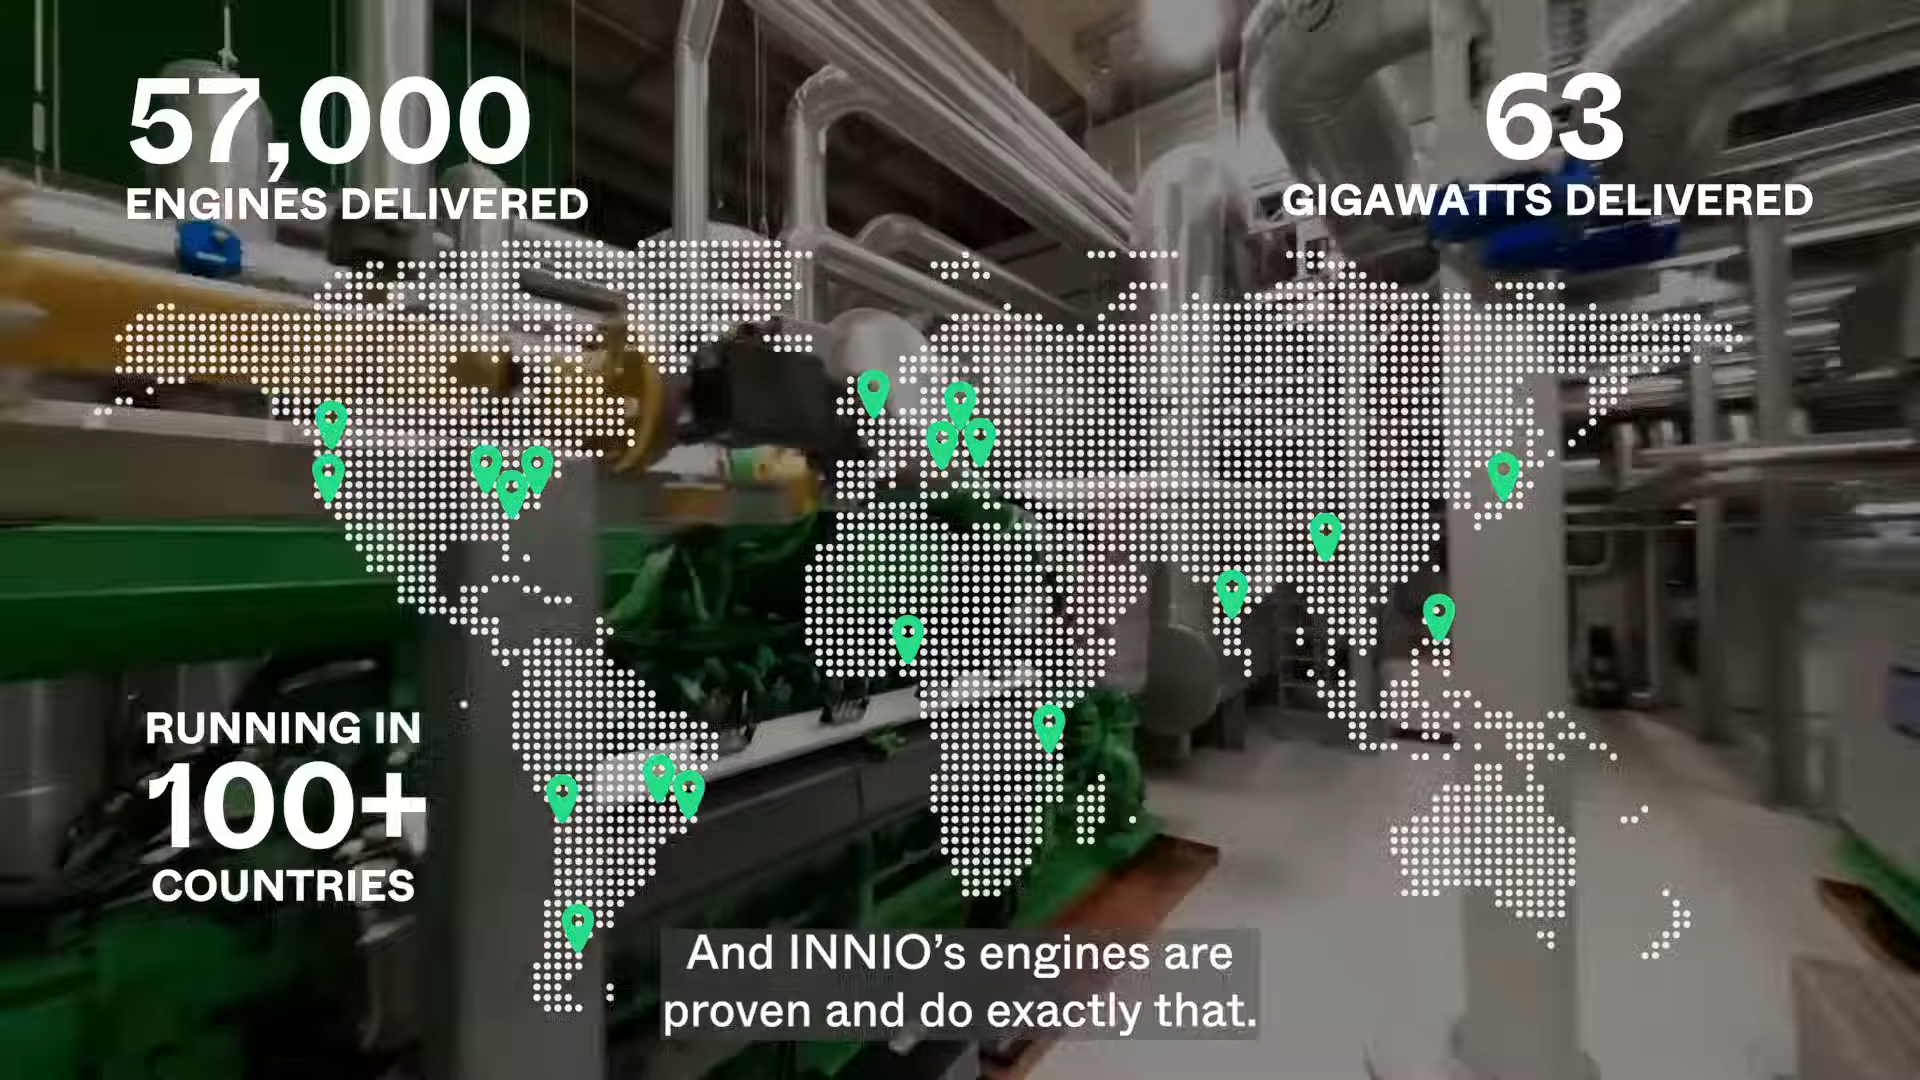 57,000
ENGINES DELIVERED
63
GIGAWATTS DELIVERED
RUNNING IN
100+
COUNTRIES
And INNIO’s engines are
proven and do exactly that.